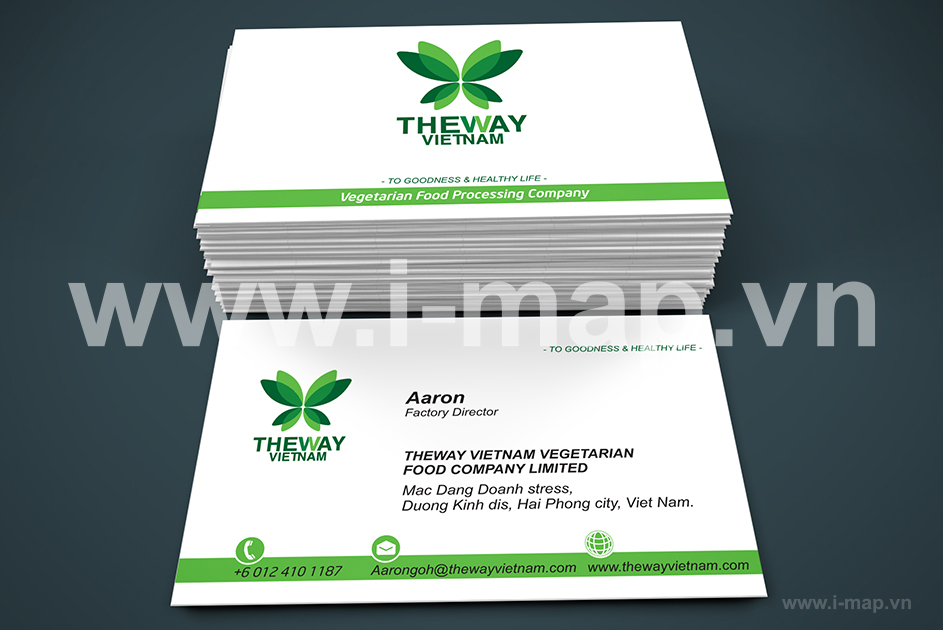 THEWAY
VIETNAM
- TO GOODNESS & HEALTHY LIFE -
Vegetarian Food Processing Company
www.i-map.vn
- TO GOODNESS & HEALTHY LIFE -
THEWAY
VIETNAM
Aaron
Factory Director
THEWAY VIETNAM VEGETARIAN
FOOD COMPANY LIMITED
Mac Dang Doanh stress,
Duong Kinh dis, Hai Phong city, Viet Nam.
+6 012 410 1187 Aarongoh@thewayvietnam.com www.thewayvietnam.com
www.i-map.vn